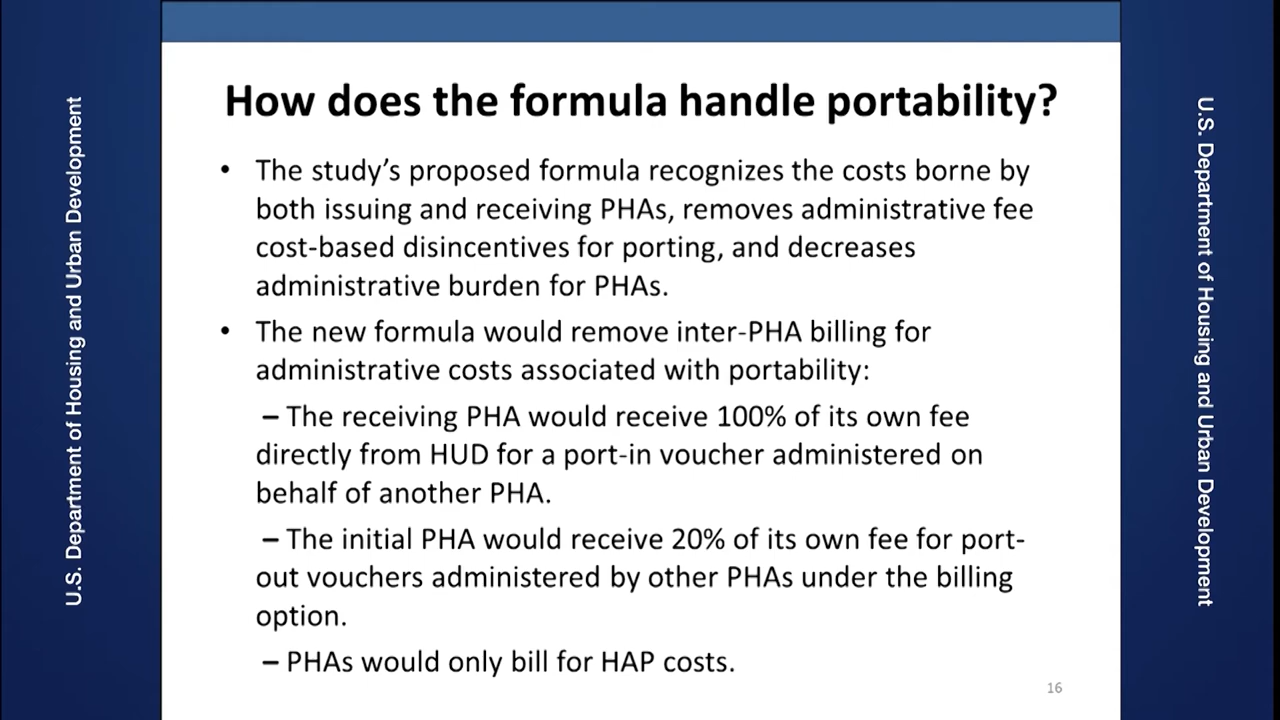 U.S. Department of Housing and Urban Development
How does the formula handle portability?
• The study's proposed formula recognizes the costs borne by
both issuing and receiving PHAs, removes administrative fee
cost-based disincentives for porting, and decreases
administrative burden for PHAs.
• The new formula would remove inter-PHA billing for
administrative costs associated with portability:
– The receiving PHA would receive 100% of its own fee
directly from HUD for a port-in voucher administered on
behalf of another PHA.
– The initial PHA would receive 20% of its own fee for port-
out vouchers administered by other PHAs under the billing
option.
– PHAs would only bill for HAP costs.
16
U.S. Department of Housing and Urban Development